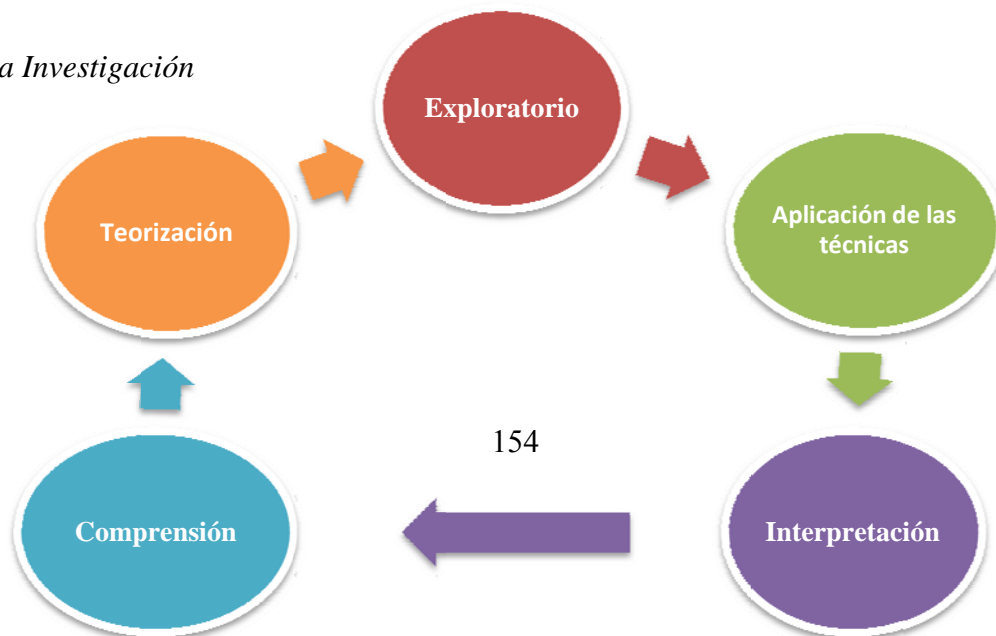 a Investigación
Exploratorio
Aplicación de las
técnicas
Teorización
154
Comprensión
Interpretación